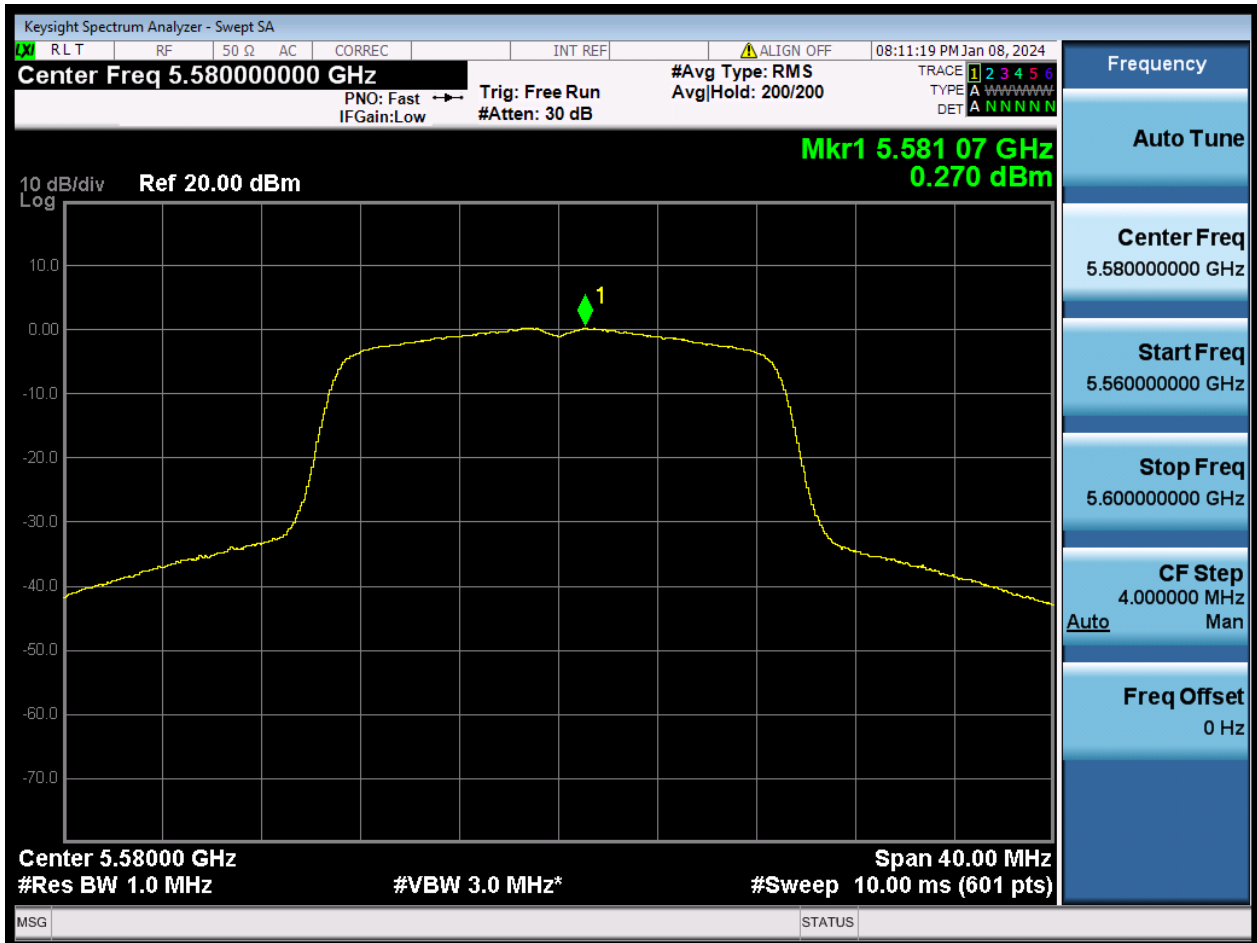 Keysight Spectrum Analyzer - Swept SA
LXI RLT RF 50 Ω AC CORREC INT REF ALIGN OFF 08:11:19 PM Jan 08, 2024
Center Freq 5.580000000 GHz
PNO: Fast
IFGain:Low
Trig: Free Run
#Atten: 30 dB
#Avg Type: RMS
Avg|Hold: 200/200
TRACE 1 2 3 4 5 6
TYPE A WWWWW
DET A N N N N N
Mkr1 5.581 07 GHz
0.270 dBm
10 dB/div Ref 20.00 dBm
Log
10.0
0.00
-10.0
-20.0
-30.0
-40.0
-50.0
-60.0
-70.0
1
Center 5.58000 GHz Span 40.00 MHz
#Res BW 1.0 MHz #VBW 3.0 MHz* #Sweep 10.00 ms (601 pts)
MSG STATUS
Frequency
Auto Tune
Center Freq
5.580000000 GHz
Start Freq
5.560000000 GHz
Stop Freq
5.600000000 GHz
CF Step
4.000000 MHz
Auto Man
Freq Offset
0 Hz